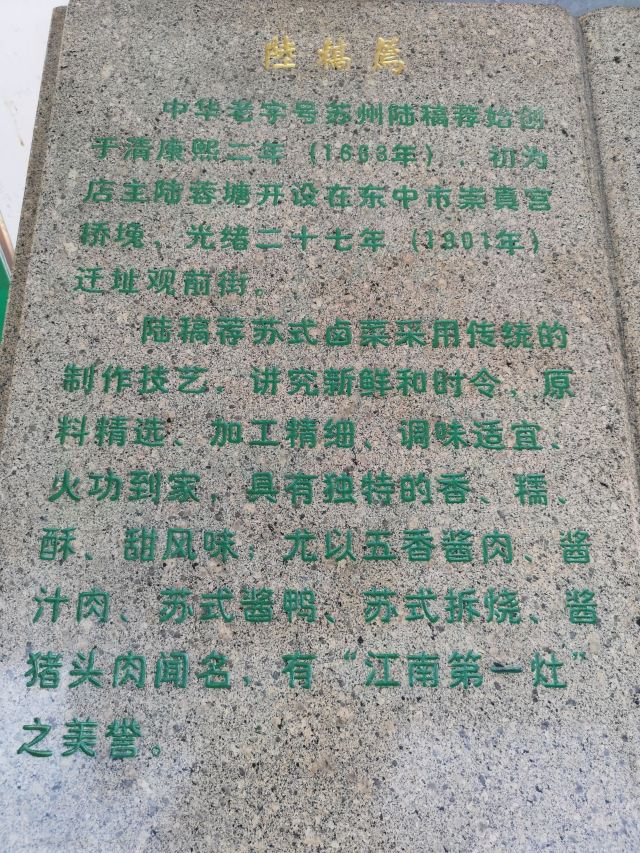 陆稿荐
中华老字号苏州陆稿荐始创
于清康熙二年（1663年），初为
店主陆蓉塘开设在东中市崇真宫
桥堍，光绪二十七年（1901年）
迁址观前街。
陆稿荐苏式卤菜采用传统的
制作技艺，讲究新鲜和时令，原
料精选、加工精细、调味适宜、
火功到家，具有独特的香、糯、
酥、甜风味，尤以五香酱肉、酱
汁肉、苏式酱鸭、苏式拆烧、酱
猪头肉闻名，有“江南第一灶”
之美誉。